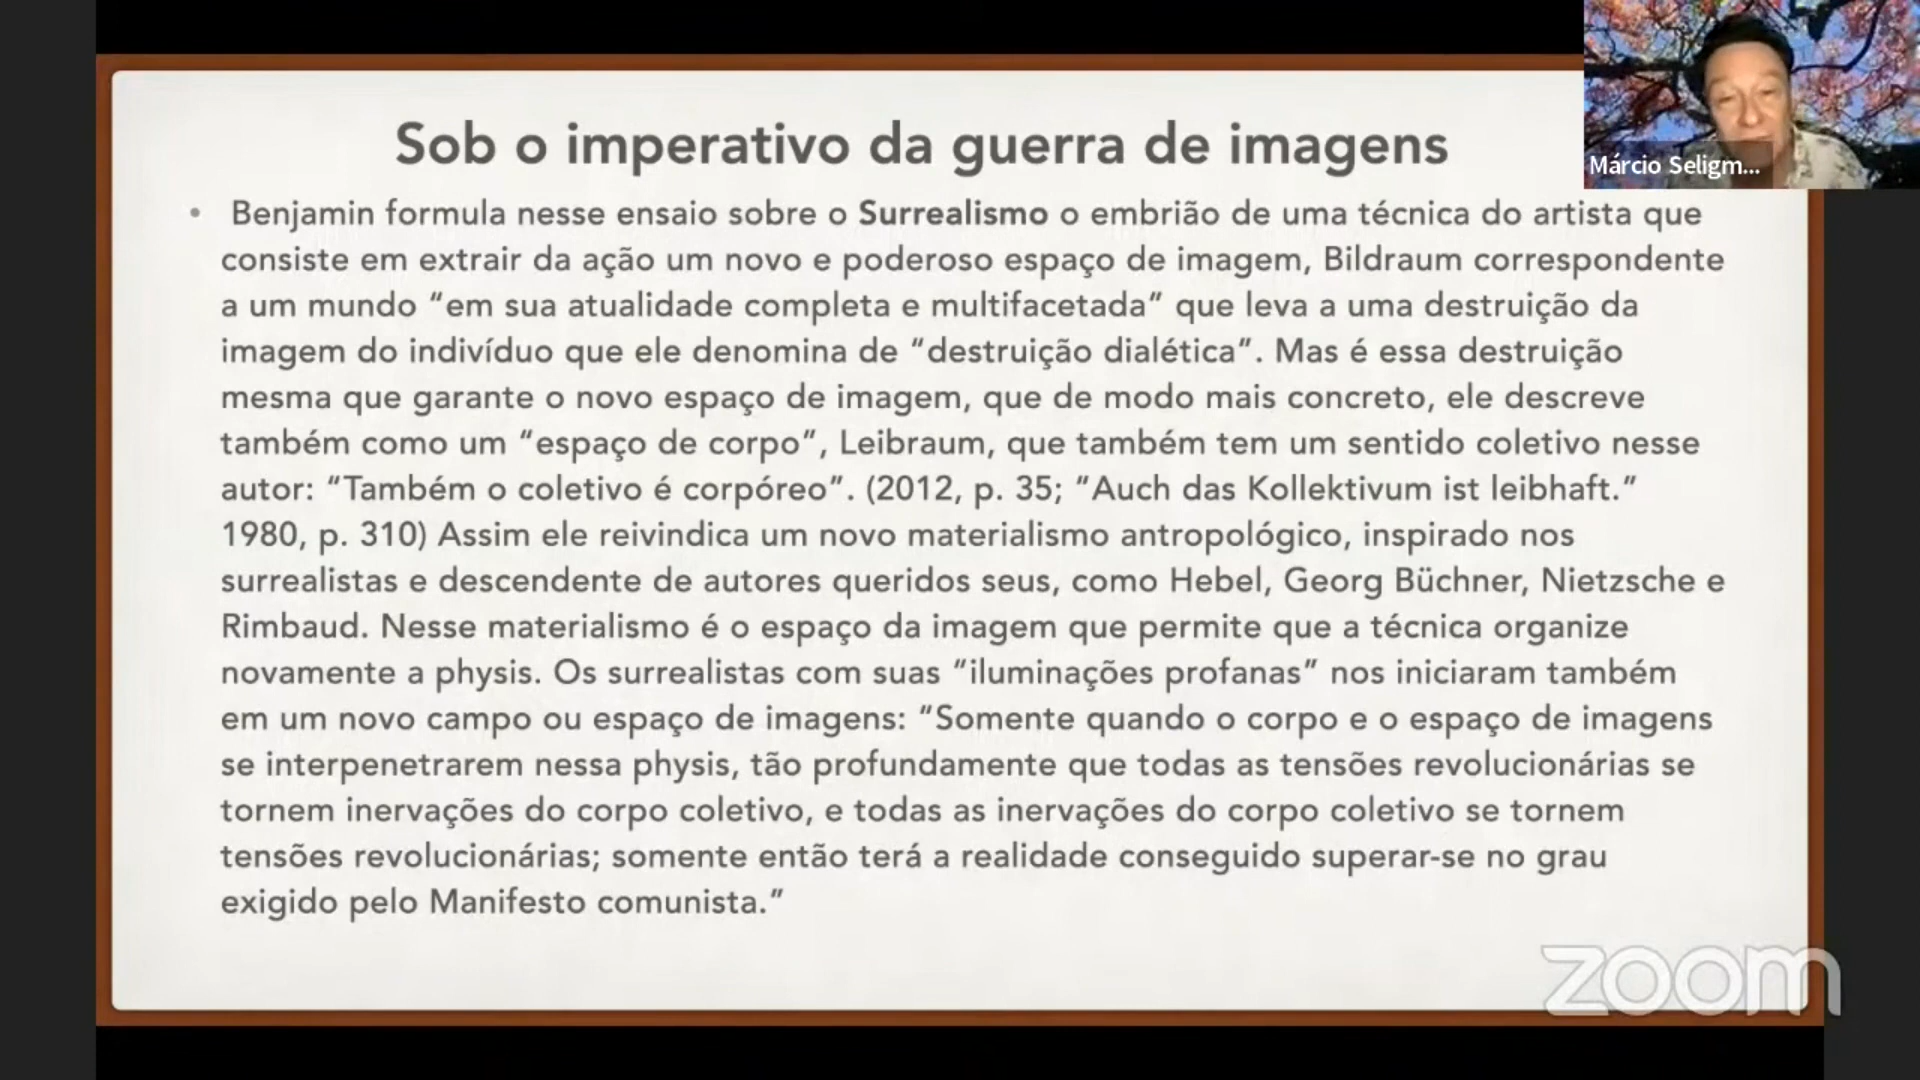 Sob o imperativo da guerra de imagens
Márcio Seligm...
• Benjamin formula nesse ensaio sobre o Surrealismo o embrião de uma técnica do artista que
consiste em extrair da ação um novo e poderoso espaço de imagem, Bildraum correspondente
a um mundo “em sua atualidade completa e multifacetada” que leva a uma destruição da
imagem do indivíduo que ele denomina de “destruição dialética”. Mas é essa destruição
mesma que garante o novo espaço de imagem, que de modo mais concreto, ele descreve
também como um “espaço de corpo”, Leibraum, que também tem um sentido coletivo nesse
autor: “Também o coletivo é corpóreo”. (2012, p. 35; “Auch das Kollektivum ist leibhaft.”
1980, p. 310) Assim ele reivindica um novo materialismo antropológico, inspirado nos
surrealistas e descendente de autores queridos seus, como Hebel, Georg Büchner, Nietzsche e
Rimbaud. Nesse materialismo é o espaço da imagem que permite que a técnica organize
novamente a physis. Os surrealistas com suas “iluminações profanas” nos iniciaram também
em um novo campo ou espaço de imagens: “Somente quando o corpo e o espaço de imagens
se interpenetrarem nessa physis, tão profundamente que todas as tensões revolucionárias se
tornem inervações do corpo coletivo, e todas as inervações do corpo coletivo se tornem
tensões revolucionárias; somente então terá a realidade conseguido superar-se no grau
exigido pelo Manifesto comunista.”
zoom